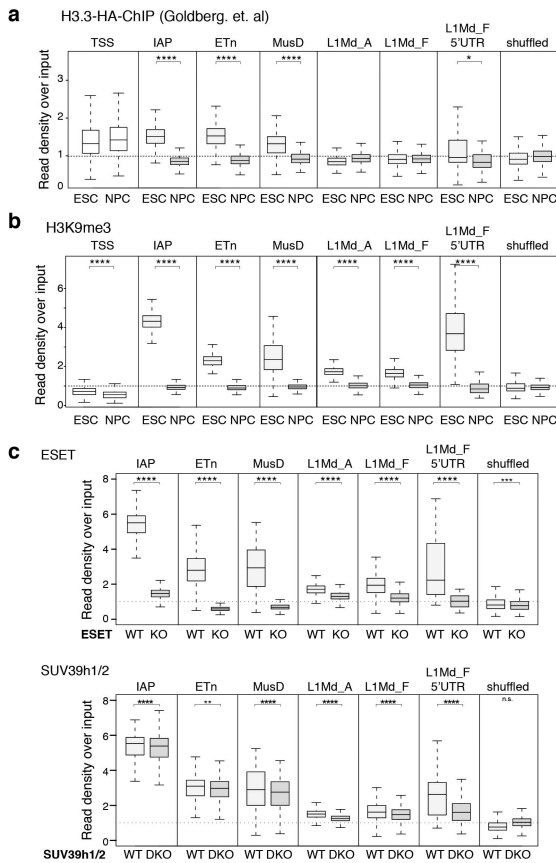 a
H3.3-HA-ChIP (Goldberg. et. al)
TSS IAP ETn MusD L1Md_A L1Md_F L1Md_F 5'UTR shuffled
**** **** **** *
Read density over input
3
2
1
0
ESC NPC ESC NPC ESC NPC ESC NPC ESC NPC ESC NPC ESC NPC ESC NPC
b
H3K9me3
TSS IAP ETn MusD L1Md_A L1Md_F L1Md_F 5'UTR shuffled
**** **** **** **** **** **** ****
Read density over input
6
4
2
0
ESC NPC ESC NPC ESC NPC ESC NPC ESC NPC ESC NPC ESC NPC ESC NPC
c
ESET
IAP ETn MusD L1Md_A L1Md_F L1Md_F 5'UTR shuffled
**** **** **** **** **** **** ***
Read density over input
8
6
4
2
0
ESET WT KO WT KO WT KO WT KO WT KO WT KO WT KO
SUV39h1/2
IAP ETn MusD L1Md_A L1Md_F L1Md_F 5'UTR shuffled
**** ** **** **** **** **** n.s.
Read density over input
8
6
4
2
0
SUV39h1/2 WT DKO WT DKO WT DKO WT DKO WT DKO WT DKO WT DKO